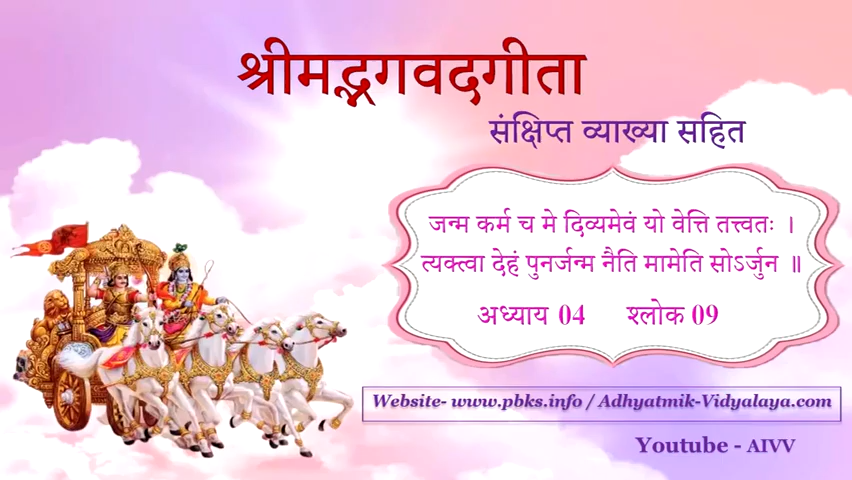 श्रीमद्भगवदगीता
संक्षिप्त व्याख्या सहित
जन्म कर्म च मे दिव्यमेवं यो वेत्ति तत्त्वतः ।
त्यक्त्वा देहं पुनर्जन्म नैति मामेति सोऽर्जुन ॥
अध्याय 04 श्लोक 09
Website- www.pbks.info / Adhyatmik-Vidyalaya.com
Youtube - AIVV